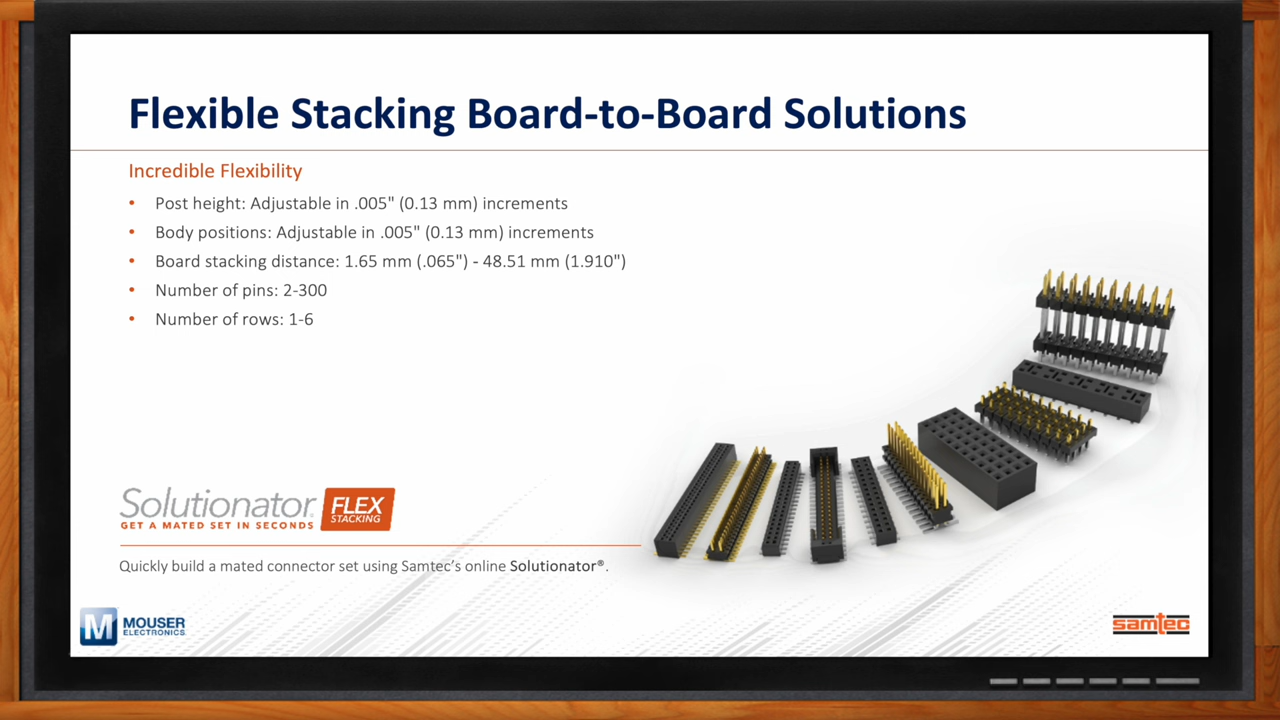 Flexible Stacking Board-to-Board Solutions
Incredible Flexibility
• Post height: Adjustable in .005" (0.13 mm) increments
• Body positions: Adjustable in .005" (0.13 mm) increments
• Board stacking distance: 1.65 mm (.065") - 48.51 mm (1.910")
• Number of pins: 2-300
• Number of rows: 1-6
Solutionator® FLEX STACKING
GET A MATED SET IN SECONDS
Quickly build a mated connector set using Samtec’s online Solutionator®.
M MOUSER
ELECTRONICS
samtec